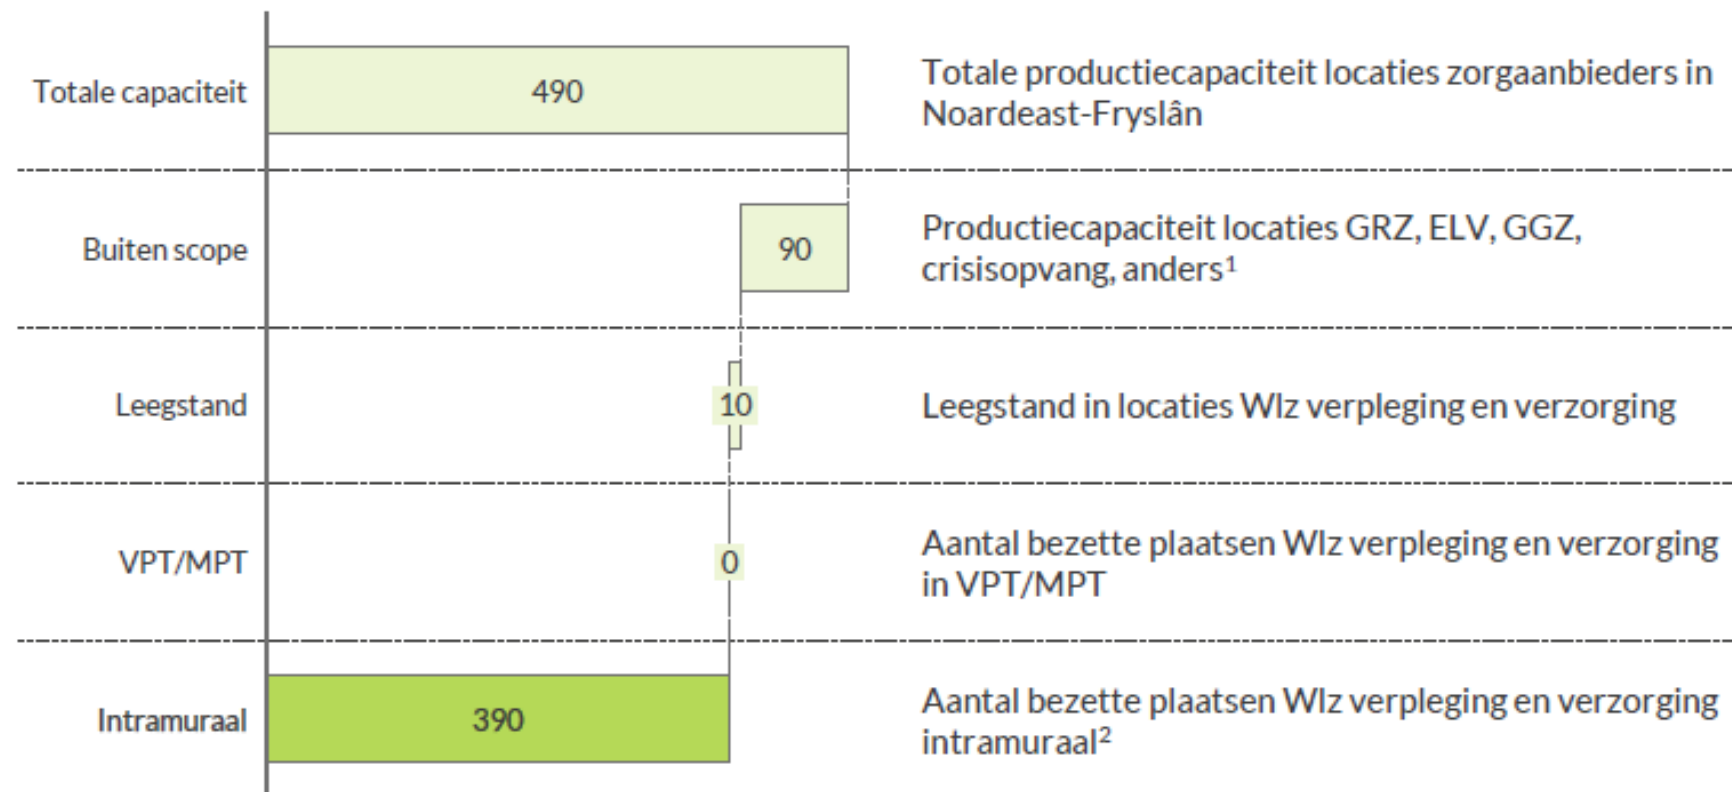 Totale capaciteit
490
Totale productiecapaciteit locaties zorgaanbieders in
Noardeast-Fryslân
Buiten scope
90
Productiecapaciteit locaties GRZ, ELV, GGZ,
crisisopvang, anders¹
Leegstand
10
Leegstand in locaties Wlz verpleging en verzorging
VPT/MPT
0
Aantal bezette plaatsen Wlz verpleging en verzorging
in VPT/MPT
Intramuraal
390
Aantal bezette plaatsen Wlz verpleging en verzorging
intramuraal²